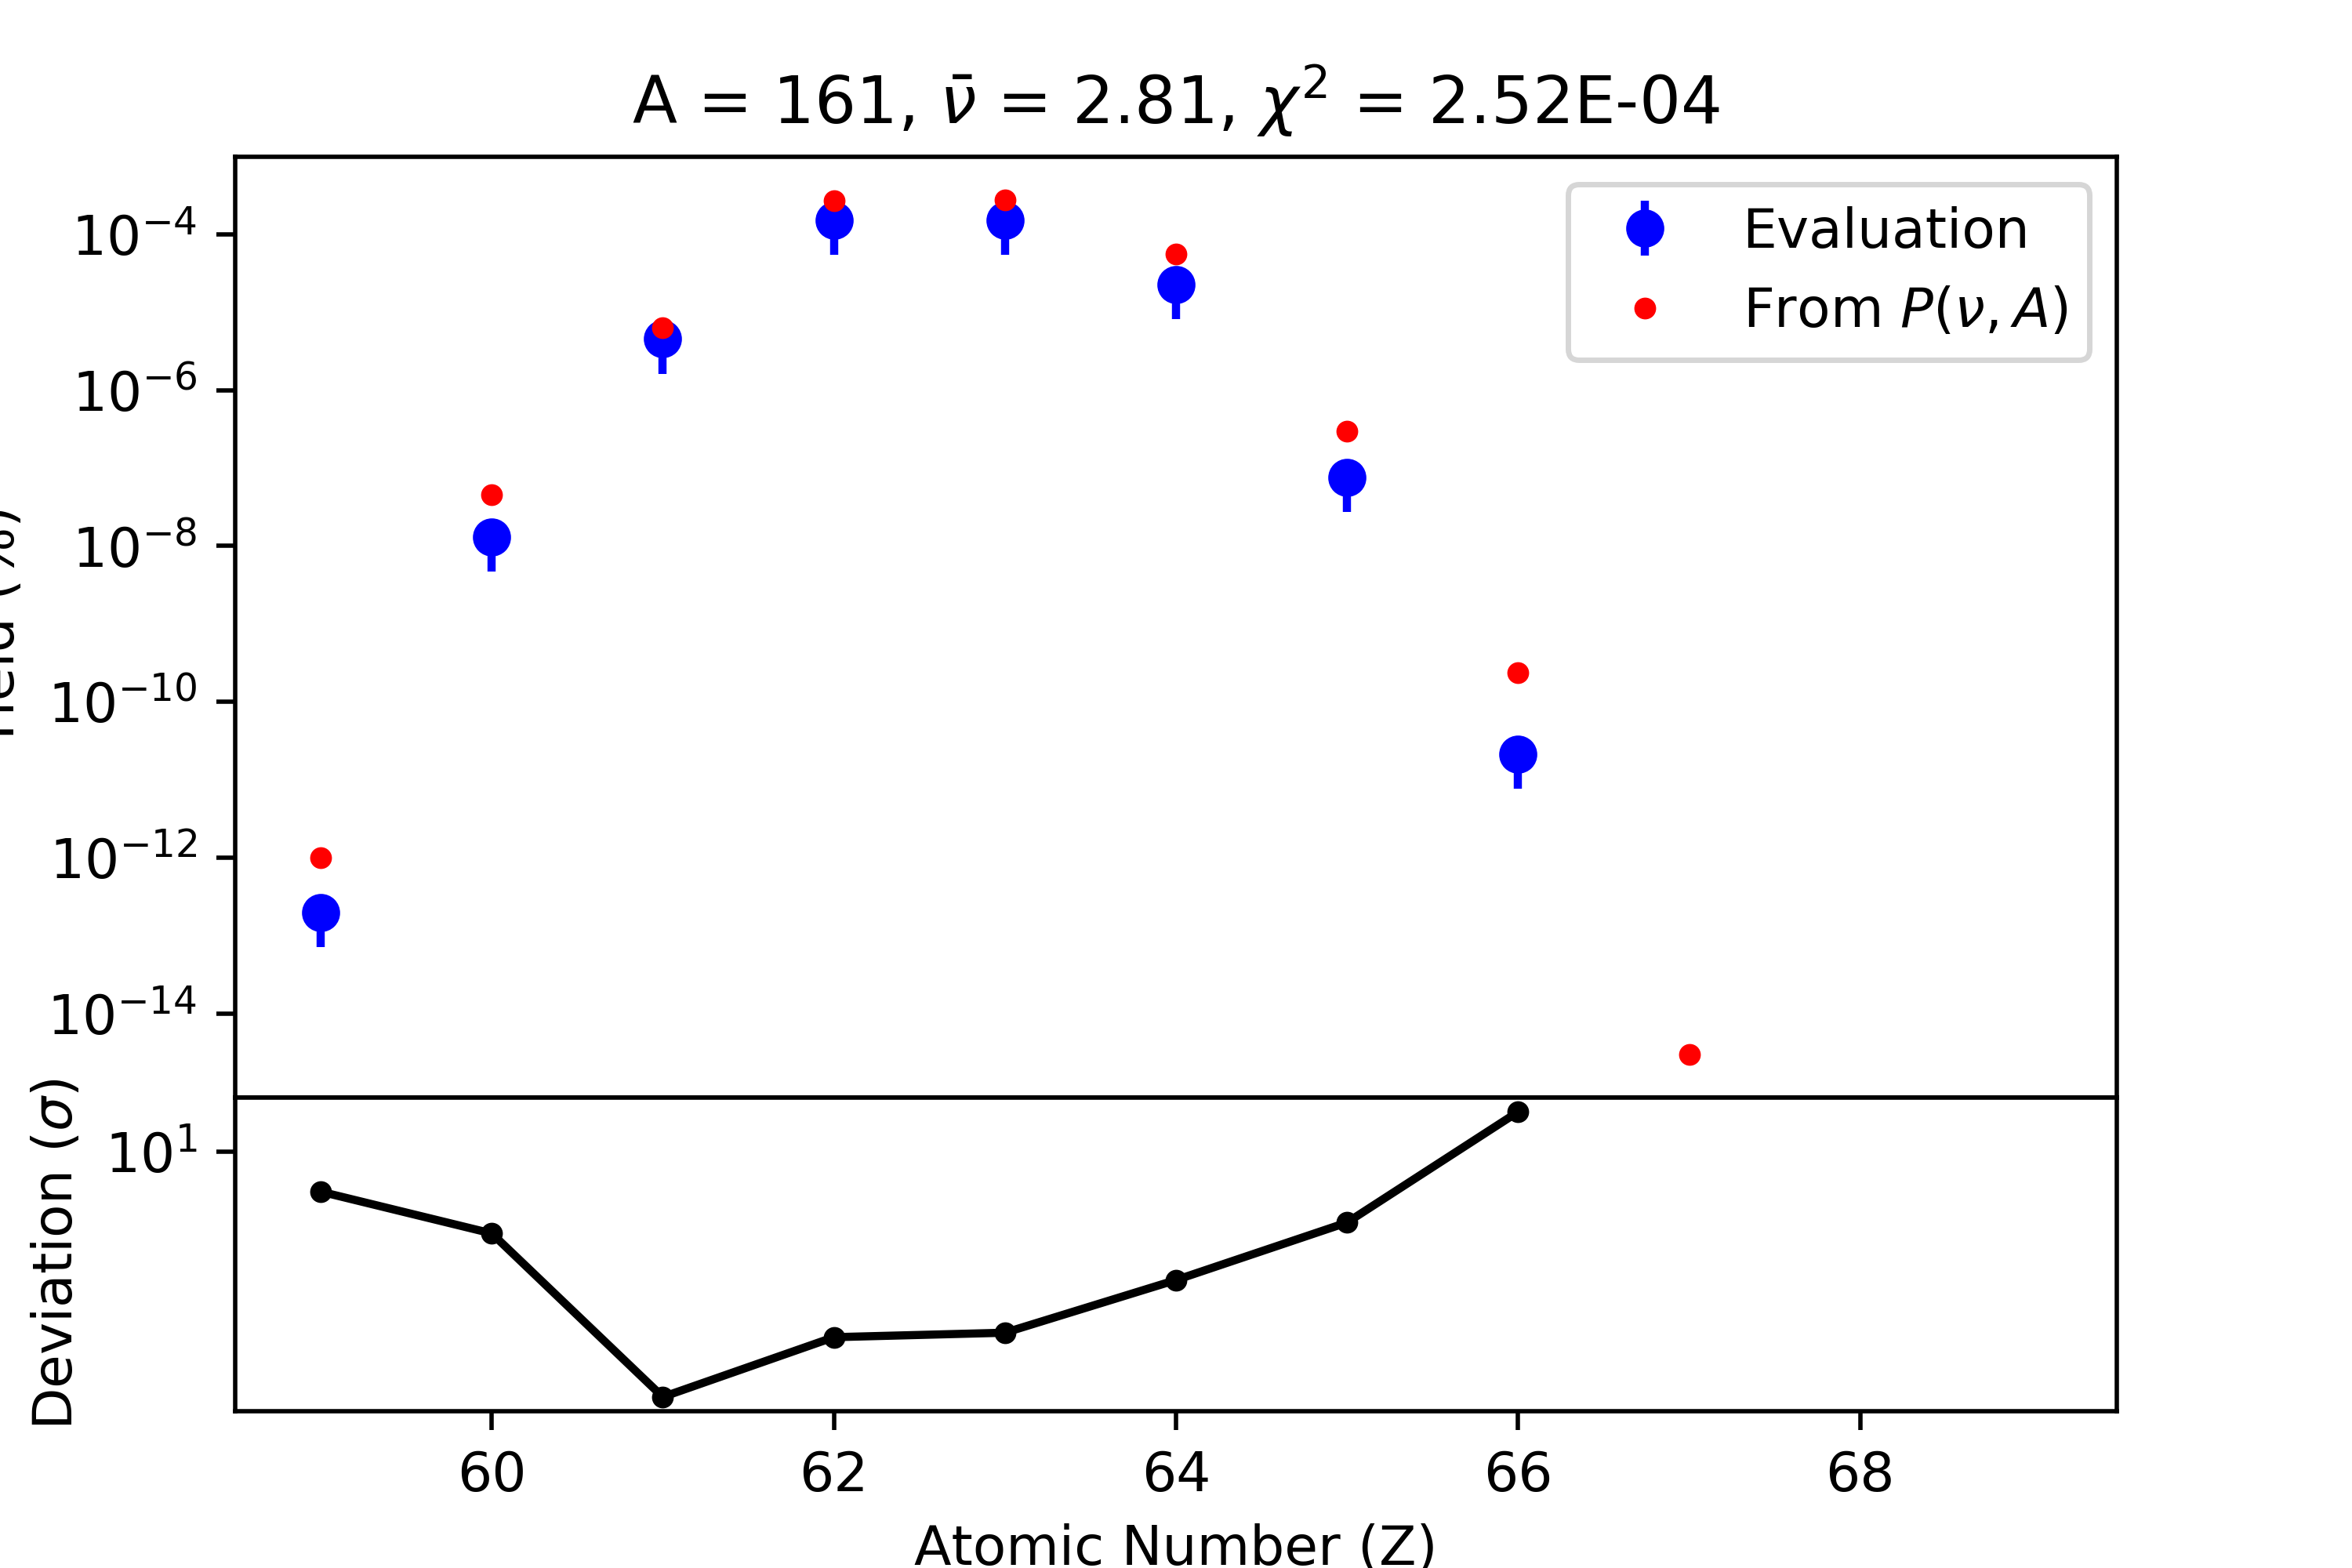 A = 161, ν̄ = 2.81, χ² = 2.52E-04
Evaluation
From P(ν, A)
10⁻⁴
10⁻⁶
10⁻⁸
10⁻¹⁰
10⁻¹²
10⁻¹⁴
(%)
Deviation (σ)
10¹
60 62 64 66 68
Atomic Number (Z)